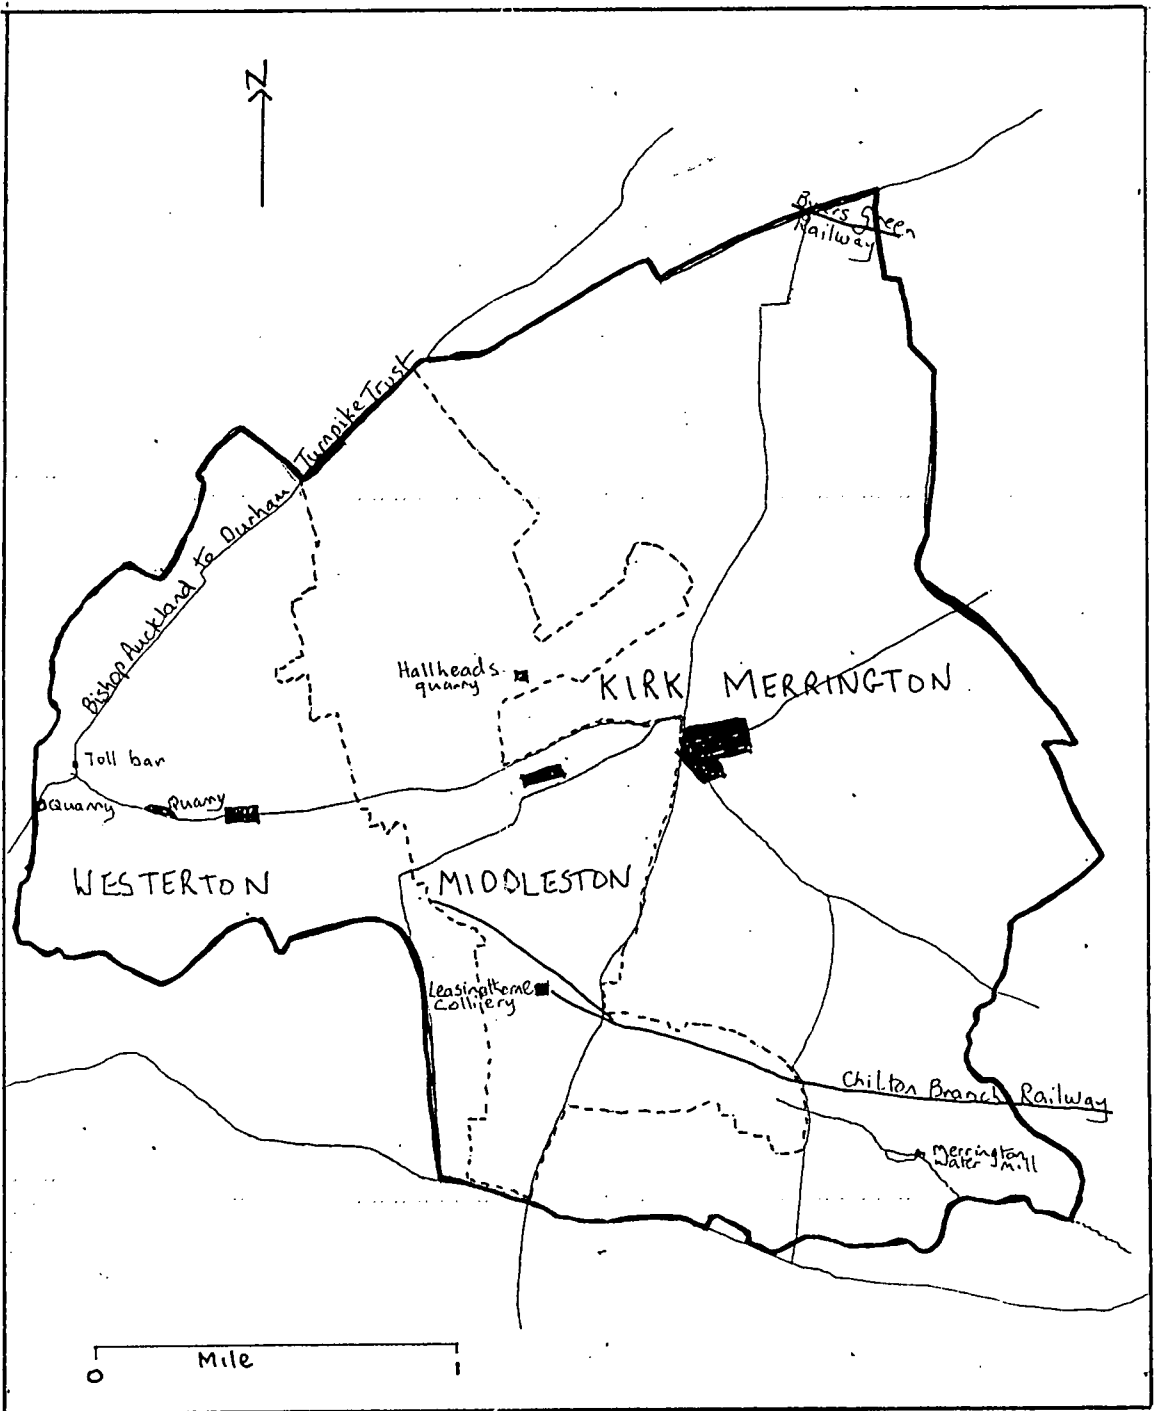 N
Byers Green
Railway
Bishop Auckland to Durham Turnpike Trust
Hallheads
quarry
KIRK MERRINGTON
Toll bar
Quarry
Quarry
WESTERTON
MIDDLESTON
Leasingthorne
Colliery
Chilton Branch Railway
Merrington
Water Mill
0 Mile 1